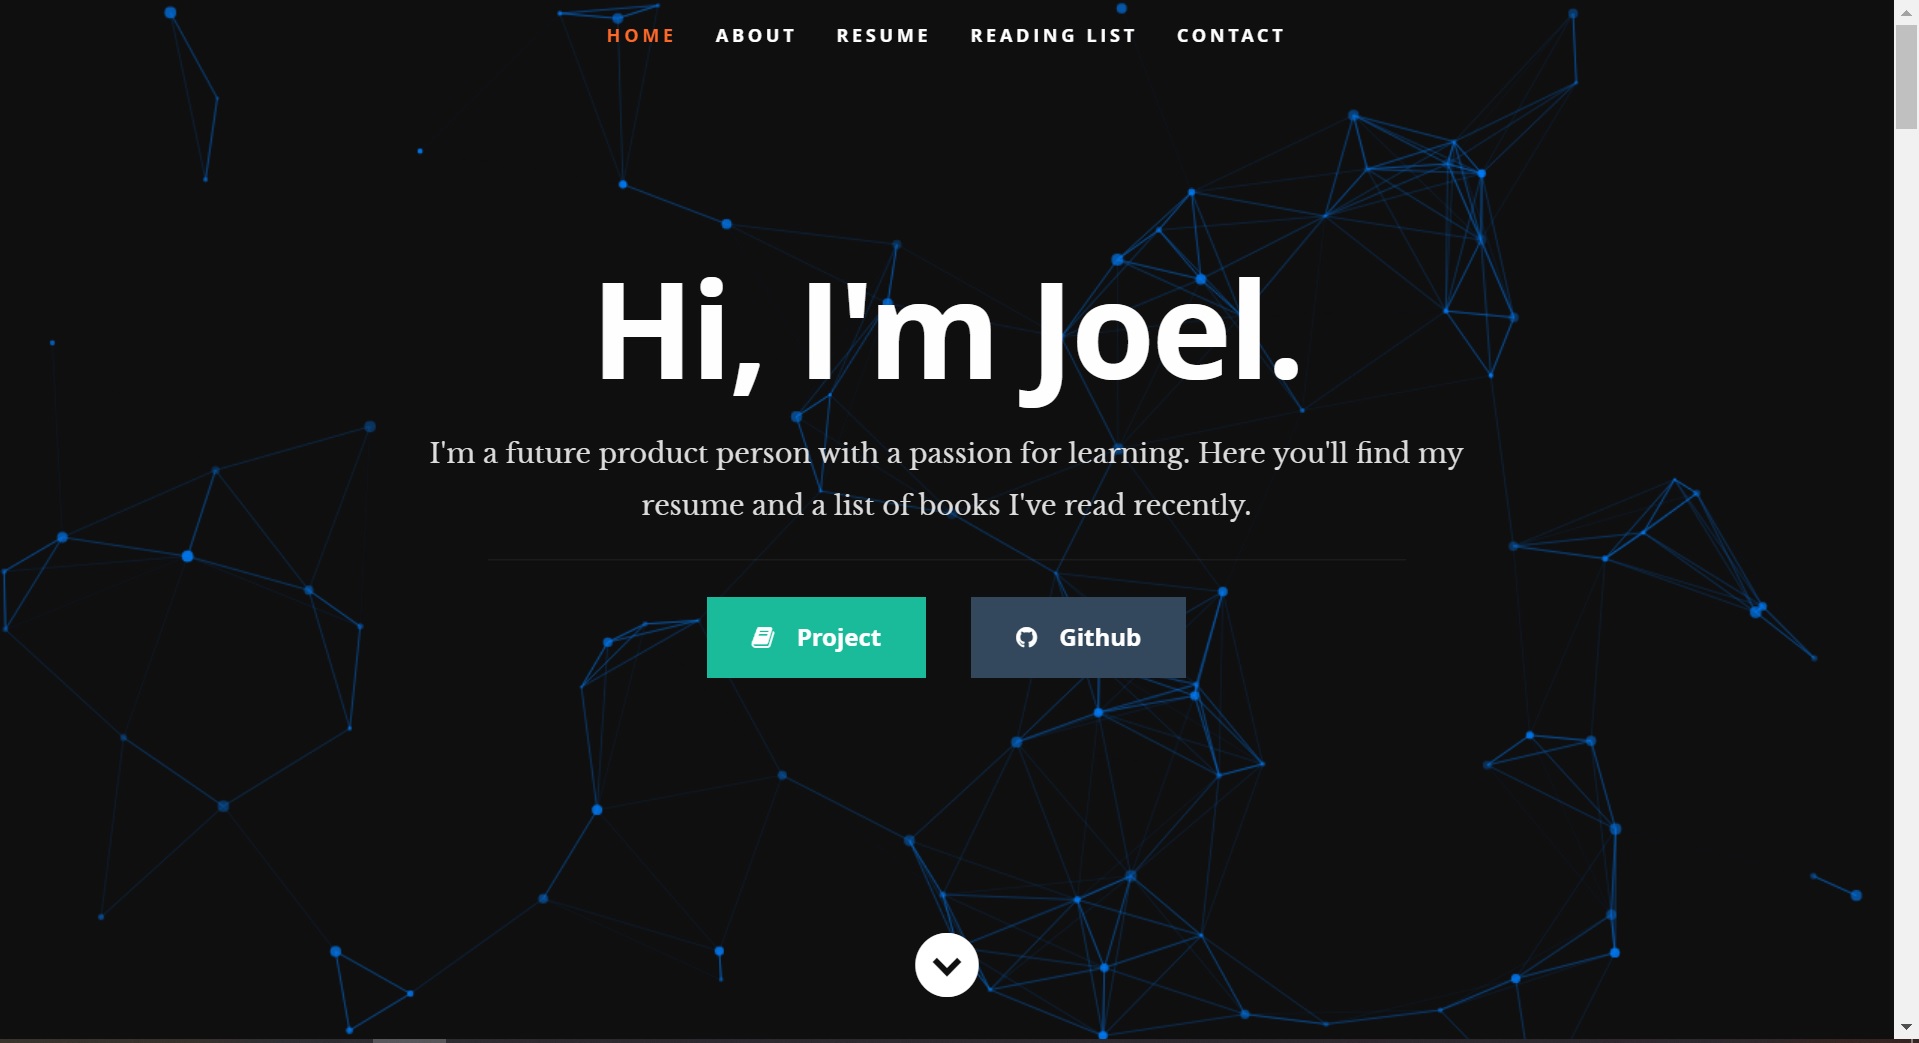 HOME ABOUT RESUME READING LIST CONTACT
Hi, I'm Joel.
I'm a future product person with a passion for learning. Here you'll find my
resume and a list of books I've read recently.
Project Github